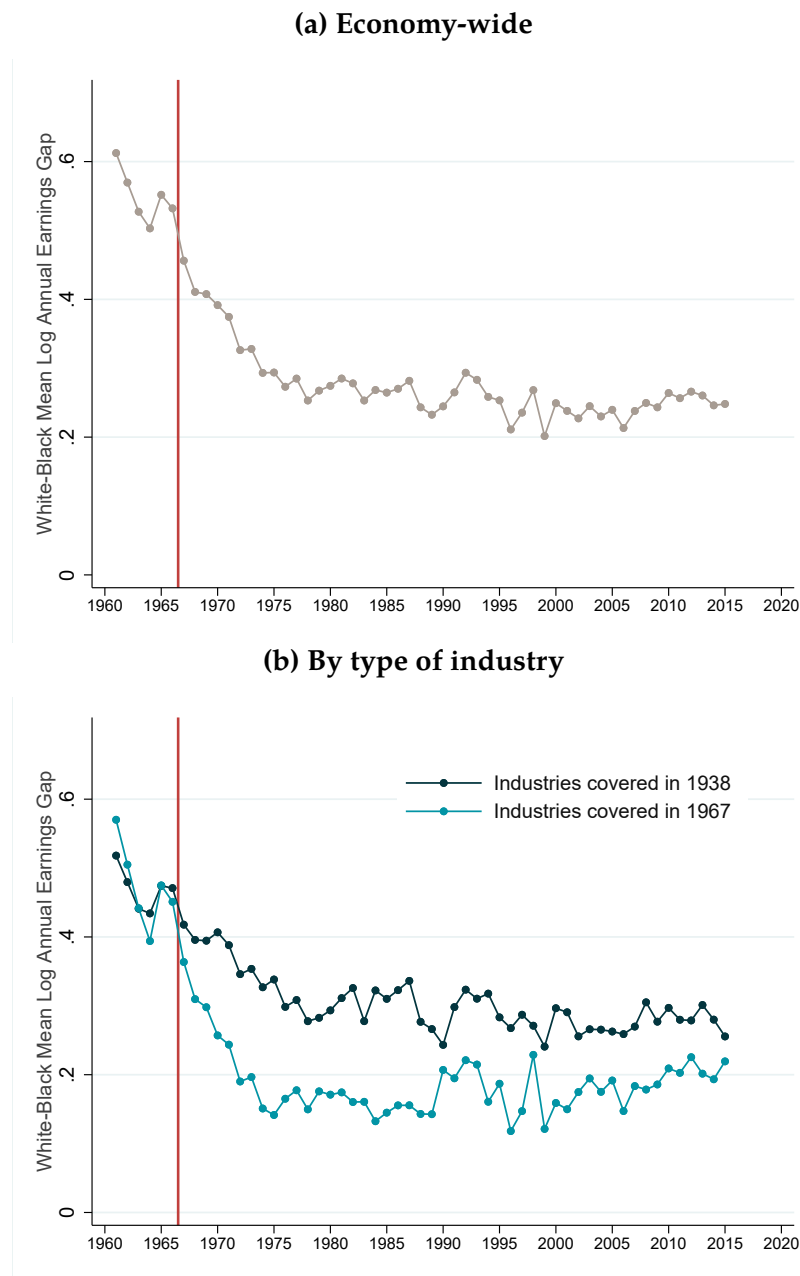 (a) Economy-wide
White-Black Mean Log Annual Earnings Gap
.6
.4
.2
0
1960 1965 1970 1975 1980 1985 1990 1995 2000 2005 2010 2015 2020
(b) By type of industry
White-Black Mean Log Annual Earnings Gap
Industries covered in 1938
Industries covered in 1967
.6
.4
.2
0
1960 1965 1970 1975 1980 1985 1990 1995 2000 2005 2010 2015 2020